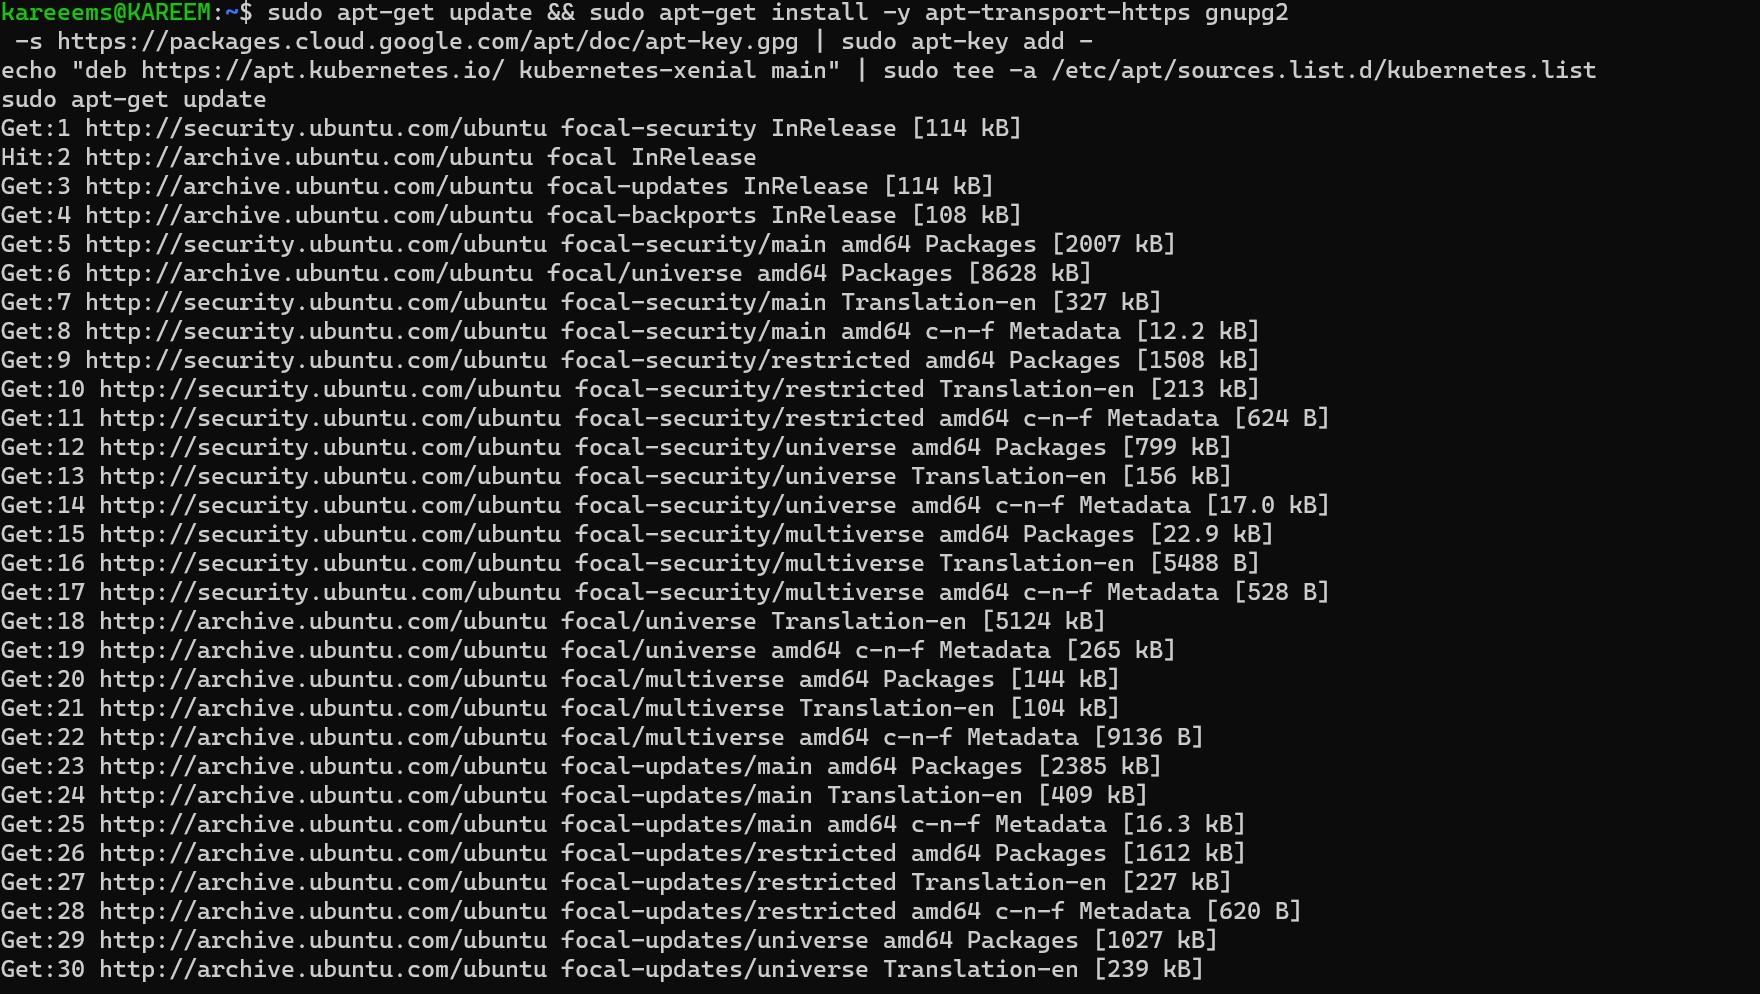 kareeems@KAREEM:~$ sudo apt-get update && sudo apt-get install -y apt-transport-https gnupg2
 -s https://packages.cloud.google.com/apt/doc/apt-key.gpg | sudo apt-key add -
echo "deb https://apt.kubernetes.io/ kubernetes-xenial main" | sudo tee -a /etc/apt/sources.list.d/kubernetes.list
sudo apt-get update
Get:1 http://security.ubuntu.com/ubuntu focal-security InRelease [114 kB]
Hit:2 http://archive.ubuntu.com/ubuntu focal InRelease
Get:3 http://archive.ubuntu.com/ubuntu focal-updates InRelease [114 kB]
Get:4 http://archive.ubuntu.com/ubuntu focal-backports InRelease [108 kB]
Get:5 http://security.ubuntu.com/ubuntu focal-security/main amd64 Packages [2007 kB]
Get:6 http://archive.ubuntu.com/ubuntu focal/universe amd64 Packages [8628 kB]
Get:7 http://security.ubuntu.com/ubuntu focal-security/main Translation-en [327 kB]
Get:8 http://security.ubuntu.com/ubuntu focal-security/main amd64 c-n-f Metadata [12.2 kB]
Get:9 http://security.ubuntu.com/ubuntu focal-security/restricted amd64 Packages [1508 kB]
Get:10 http://security.ubuntu.com/ubuntu focal-security/restricted Translation-en [213 kB]
Get:11 http://security.ubuntu.com/ubuntu focal-security/restricted amd64 c-n-f Metadata [624 B]
Get:12 http://security.ubuntu.com/ubuntu focal-security/universe amd64 Packages [799 kB]
Get:13 http://security.ubuntu.com/ubuntu focal-security/universe Translation-en [156 kB]
Get:14 http://security.ubuntu.com/ubuntu focal-security/universe amd64 c-n-f Metadata [17.0 kB]
Get:15 http://security.ubuntu.com/ubuntu focal-security/multiverse amd64 Packages [22.9 kB]
Get:16 http://security.ubuntu.com/ubuntu focal-security/multiverse Translation-en [5488 B]
Get:17 http://security.ubuntu.com/ubuntu focal-security/multiverse amd64 c-n-f Metadata [528 B]
Get:18 http://archive.ubuntu.com/ubuntu focal/universe Translation-en [5124 kB]
Get:19 http://archive.ubuntu.com/ubuntu focal/universe amd64 c-n-f Metadata [265 kB]
Get:20 http://archive.ubuntu.com/ubuntu focal/multiverse amd64 Packages [144 kB]
Get:21 http://archive.ubuntu.com/ubuntu focal/multiverse Translation-en [104 kB]
Get:22 http://archive.ubuntu.com/ubuntu focal/multiverse amd64 c-n-f Metadata [9136 B]
Get:23 http://archive.ubuntu.com/ubuntu focal-updates/main amd64 Packages [2385 kB]
Get:24 http://archive.ubuntu.com/ubuntu focal-updates/main Translation-en [409 kB]
Get:25 http://archive.ubuntu.com/ubuntu focal-updates/main amd64 c-n-f Metadata [16.3 kB]
Get:26 http://archive.ubuntu.com/ubuntu focal-updates/restricted amd64 Packages [1612 kB]
Get:27 http://archive.ubuntu.com/ubuntu focal-updates/restricted Translation-en [227 kB]
Get:28 http://archive.ubuntu.com/ubuntu focal-updates/restricted amd64 c-n-f Metadata [620 B]
Get:29 http://archive.ubuntu.com/ubuntu focal-updates/universe amd64 Packages [1027 kB]
Get:30 http://archive.ubuntu.com/ubuntu focal-updates/universe Translation-en [239 kB]